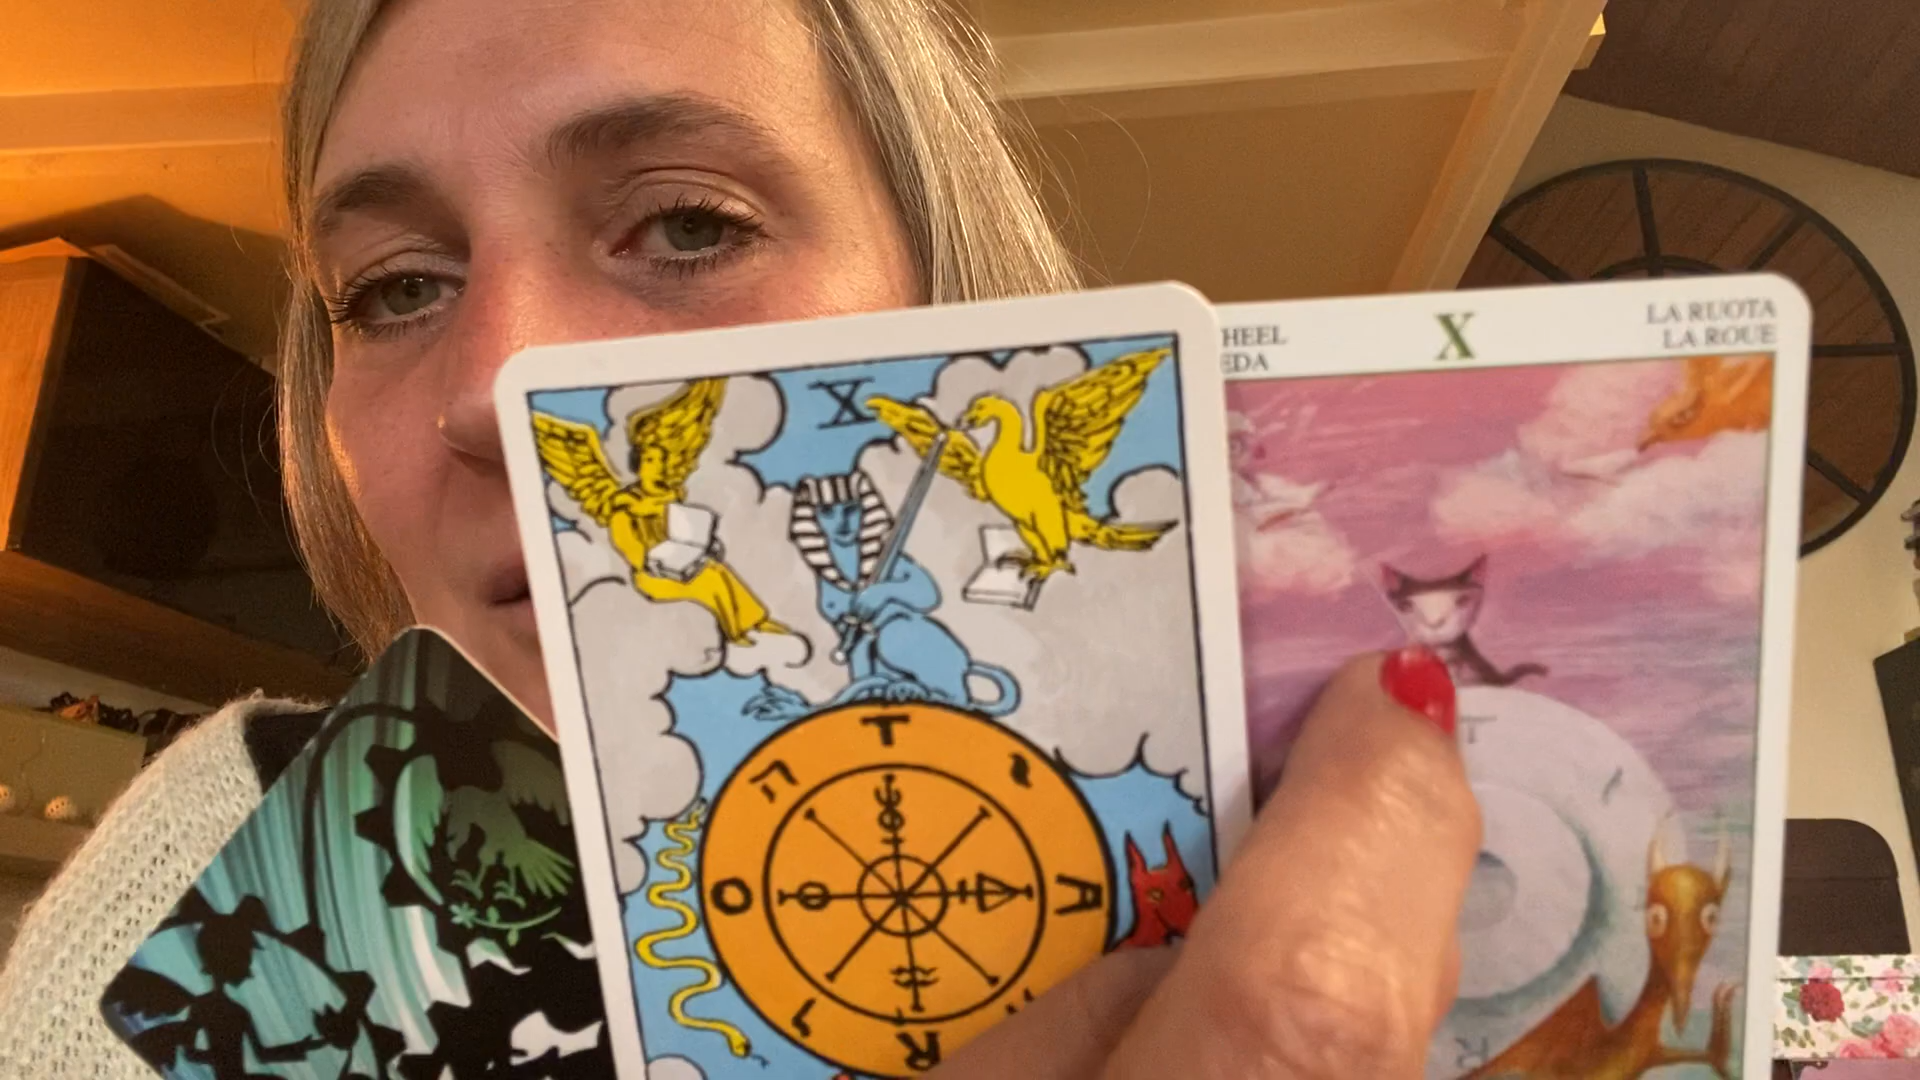 X
T
ה
י
O
A
ו
R
HEEL
EDA
X
LA RUOTA
LA ROUE
T
R